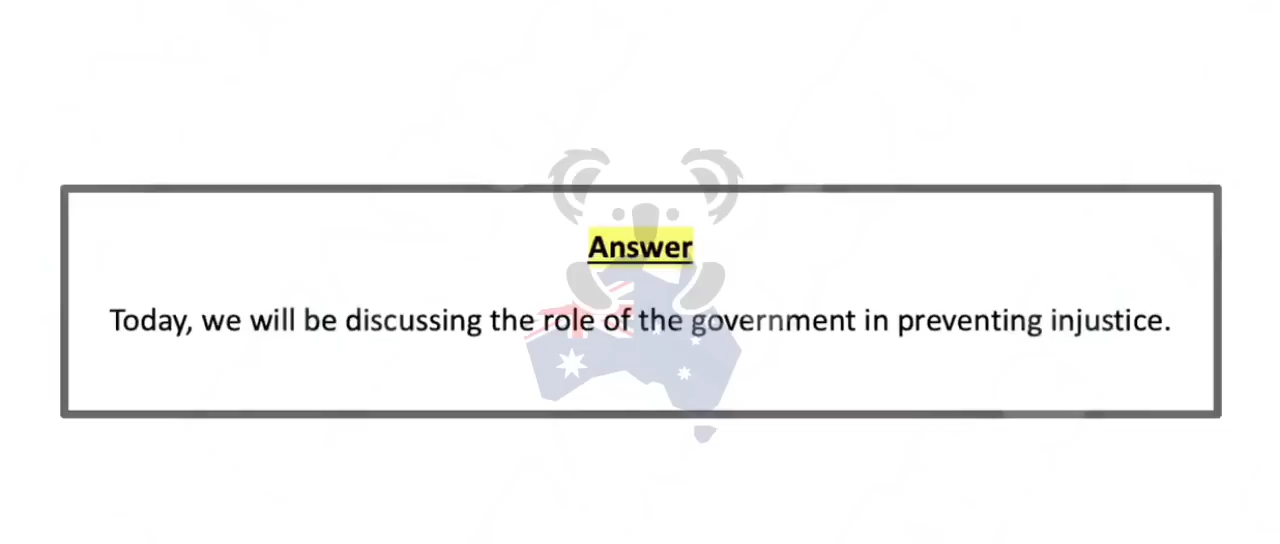 Answer
Today, we will be discussing the role of the government in preventing injustice.